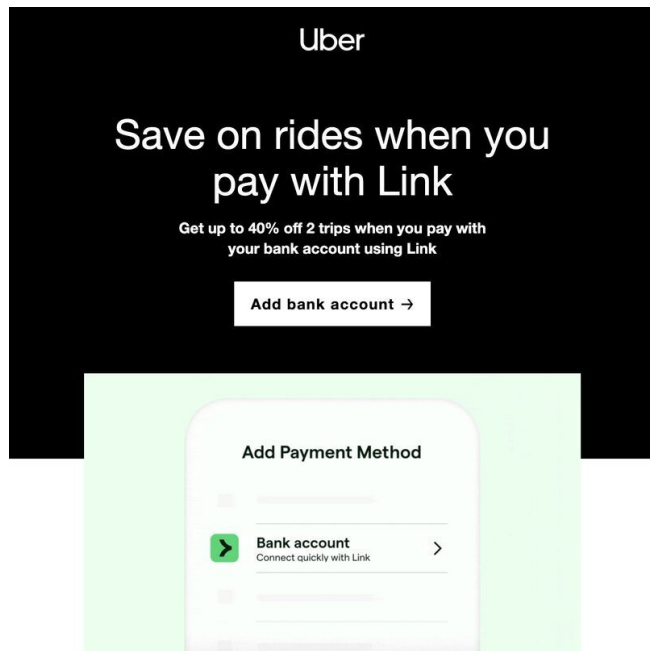 Uber
Save on rides when you
pay with Link
Get up to 40% off 2 trips when you pay with
your bank account using Link
Add bank account →
Add Payment Method
Bank account
Connect quickly with Link